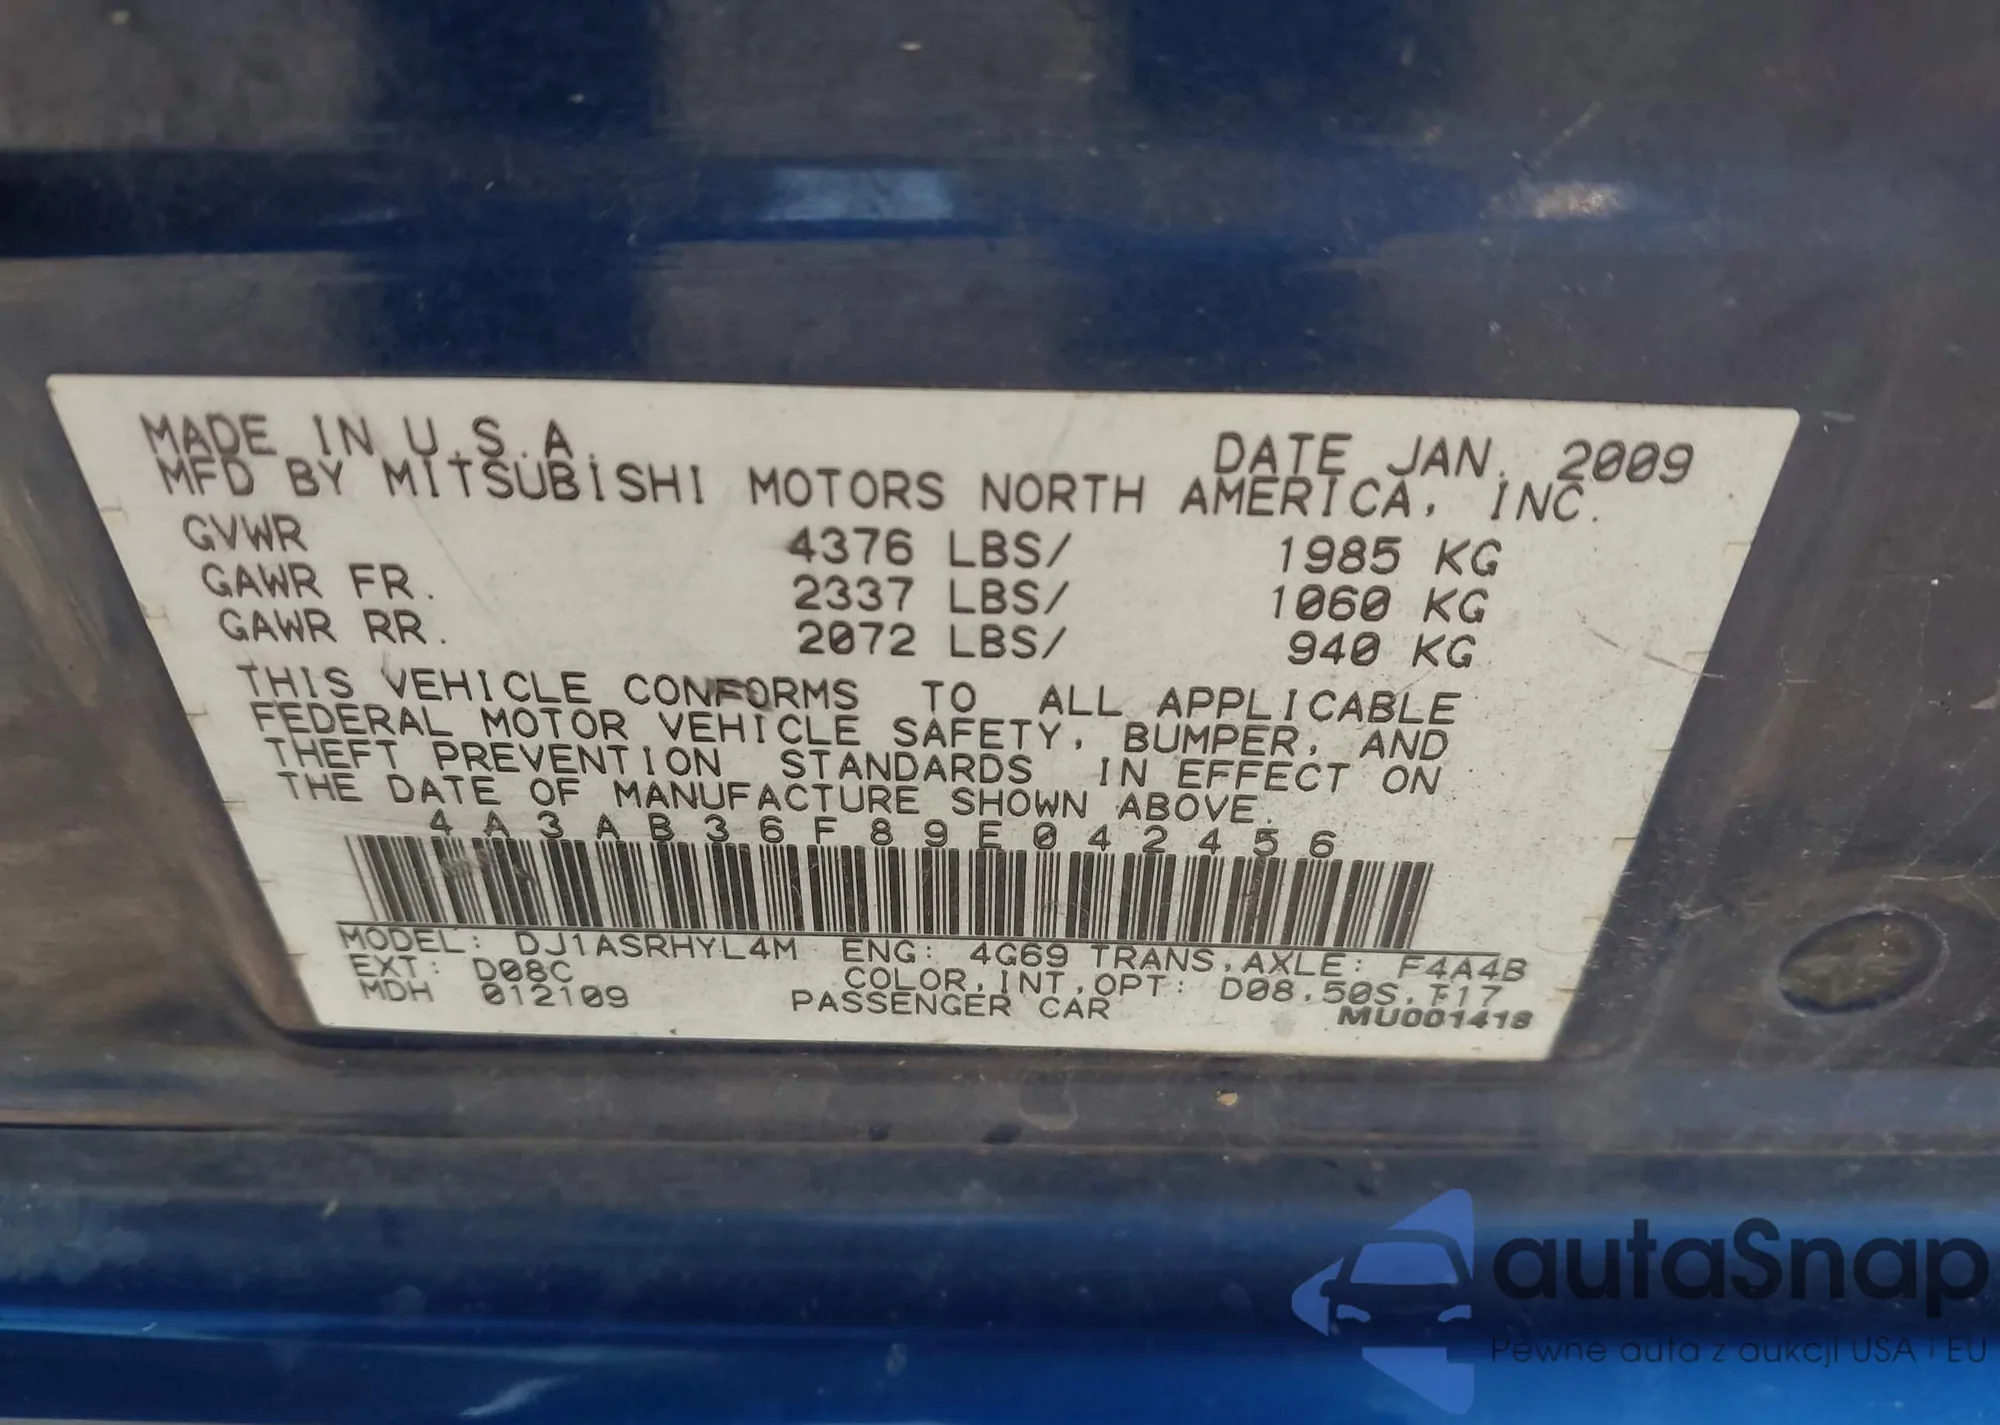 MADE IN U.S.A. DATE JAN. 2009
MFD BY MITSUBISHI MOTORS NORTH AMERICA, INC.
GVWR 4376 LBS/ 1985 KG
GAWR FR. 2337 LBS/ 1060 KG
GAWR RR. 2072 LBS/ 940 KG
THIS VEHICLE CONFORMS TO ALL APPLICABLE
FEDERAL MOTOR VEHICLE SAFETY, BUMPER, AND
THEFT PREVENTION STANDARDS IN EFFECT ON
THE DATE OF MANUFACTURE SHOWN ABOVE.
4A3AB36F89E042456
MODEL: DJ1ASRHYL4M ENG: 4G69 TRANS,AXLE: F4A4B
EXT: D08C COLOR,INT,OPT: D08,50S,T17
MDH 012109 PASSENGER CAR MU001418
autaSnap
Pewne auta z aukcji USA i EU